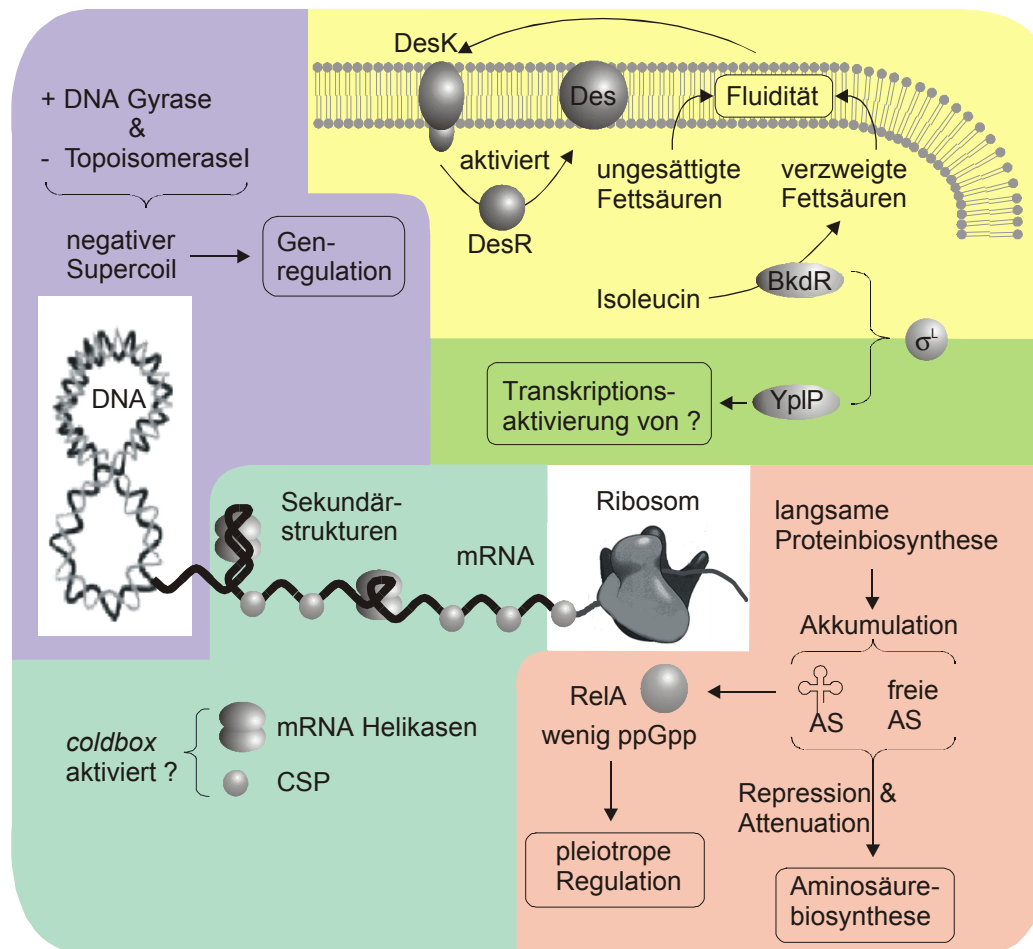 + DNA Gyrase
&
- TopoisomeraseI
negativer
Supercoil
Gen-
regulation
DNA
DesK
Des
Fluidität
aktiviert
DesR
ungesättigte
Fettsäuren
verzweigte
Fettsäuren
Isoleucin
BkdR
σL
Transkriptions-
aktivierung von ?
YplP
Sekundär-
strukturen
mRNA
Ribosom
coldbox
aktiviert ?
mRNA Helikasen
CSP
langsame
Proteinbiosynthese
Akkumulation
AS
freie
AS
RelA
wenig ppGpp
pleiotrope
Regulation
Repression &
Attenuation
Aminosäure-
biosynthese